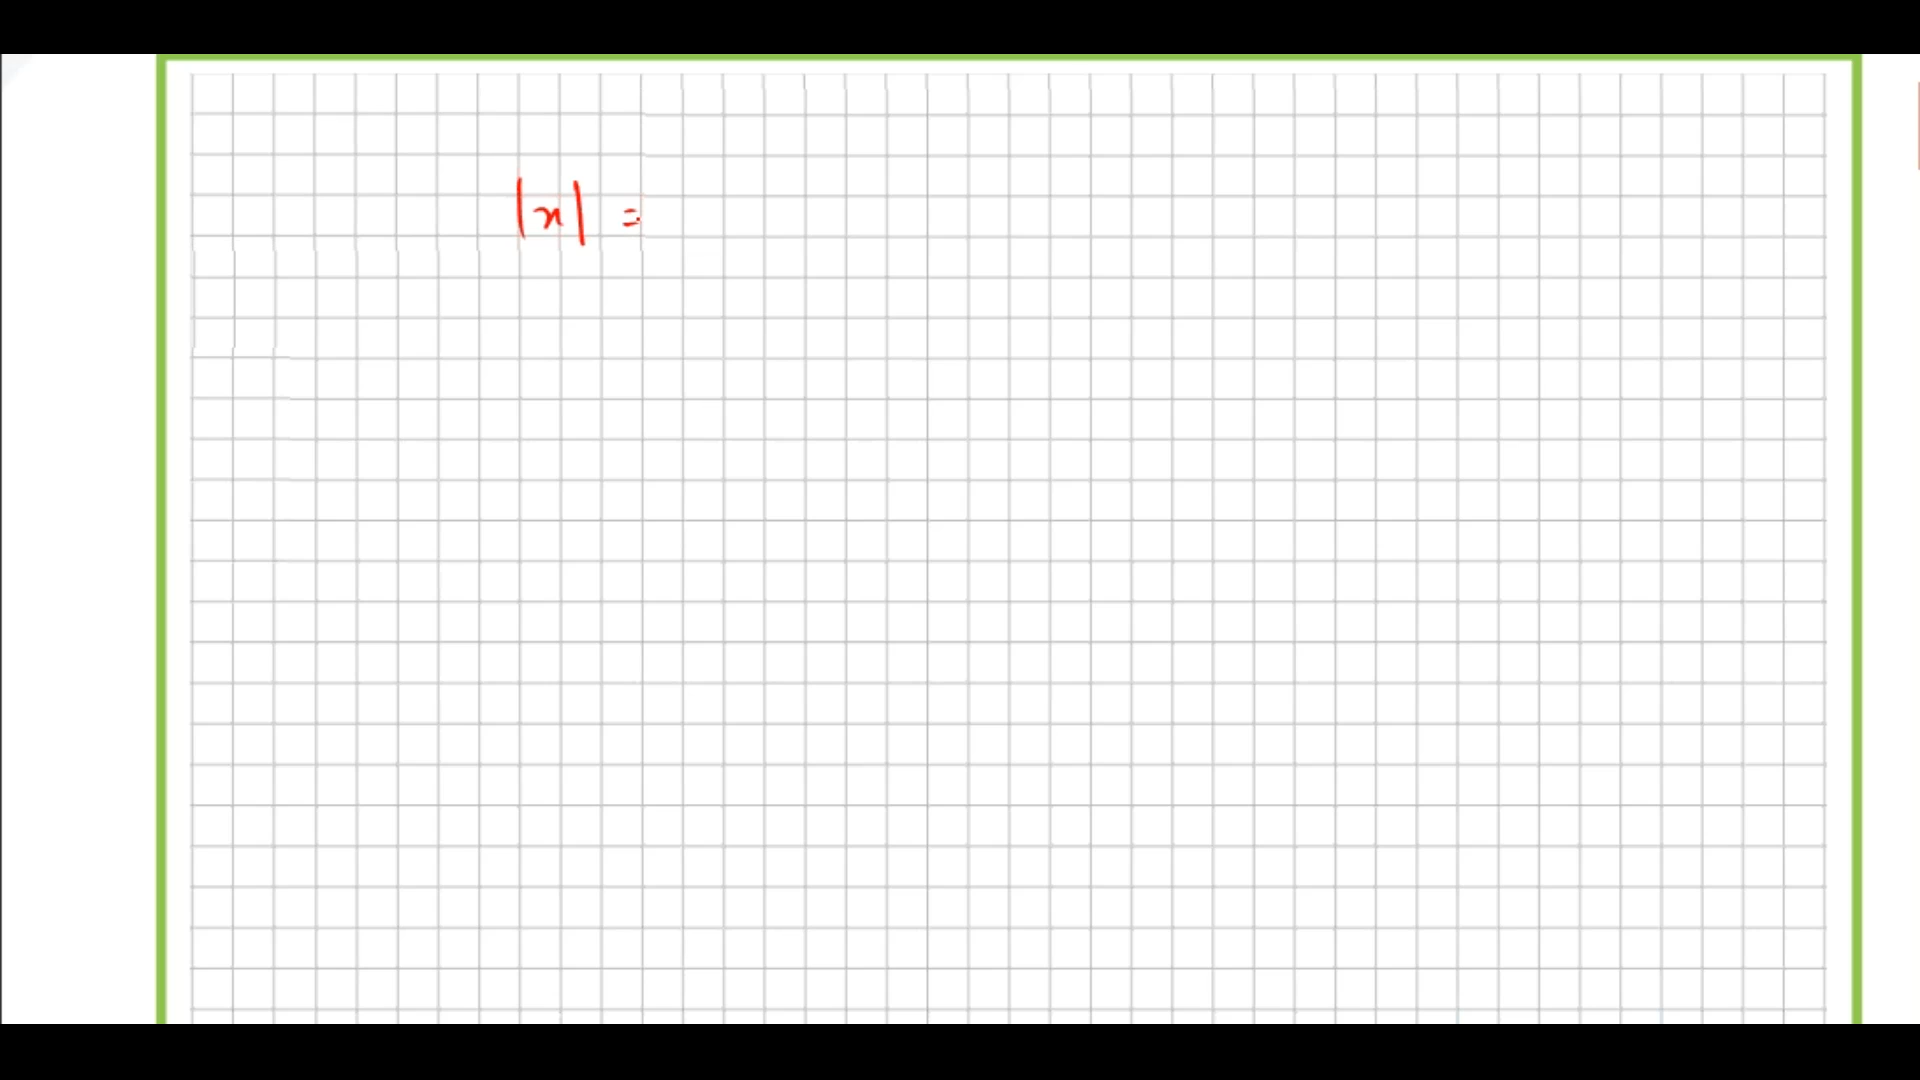 |x| =